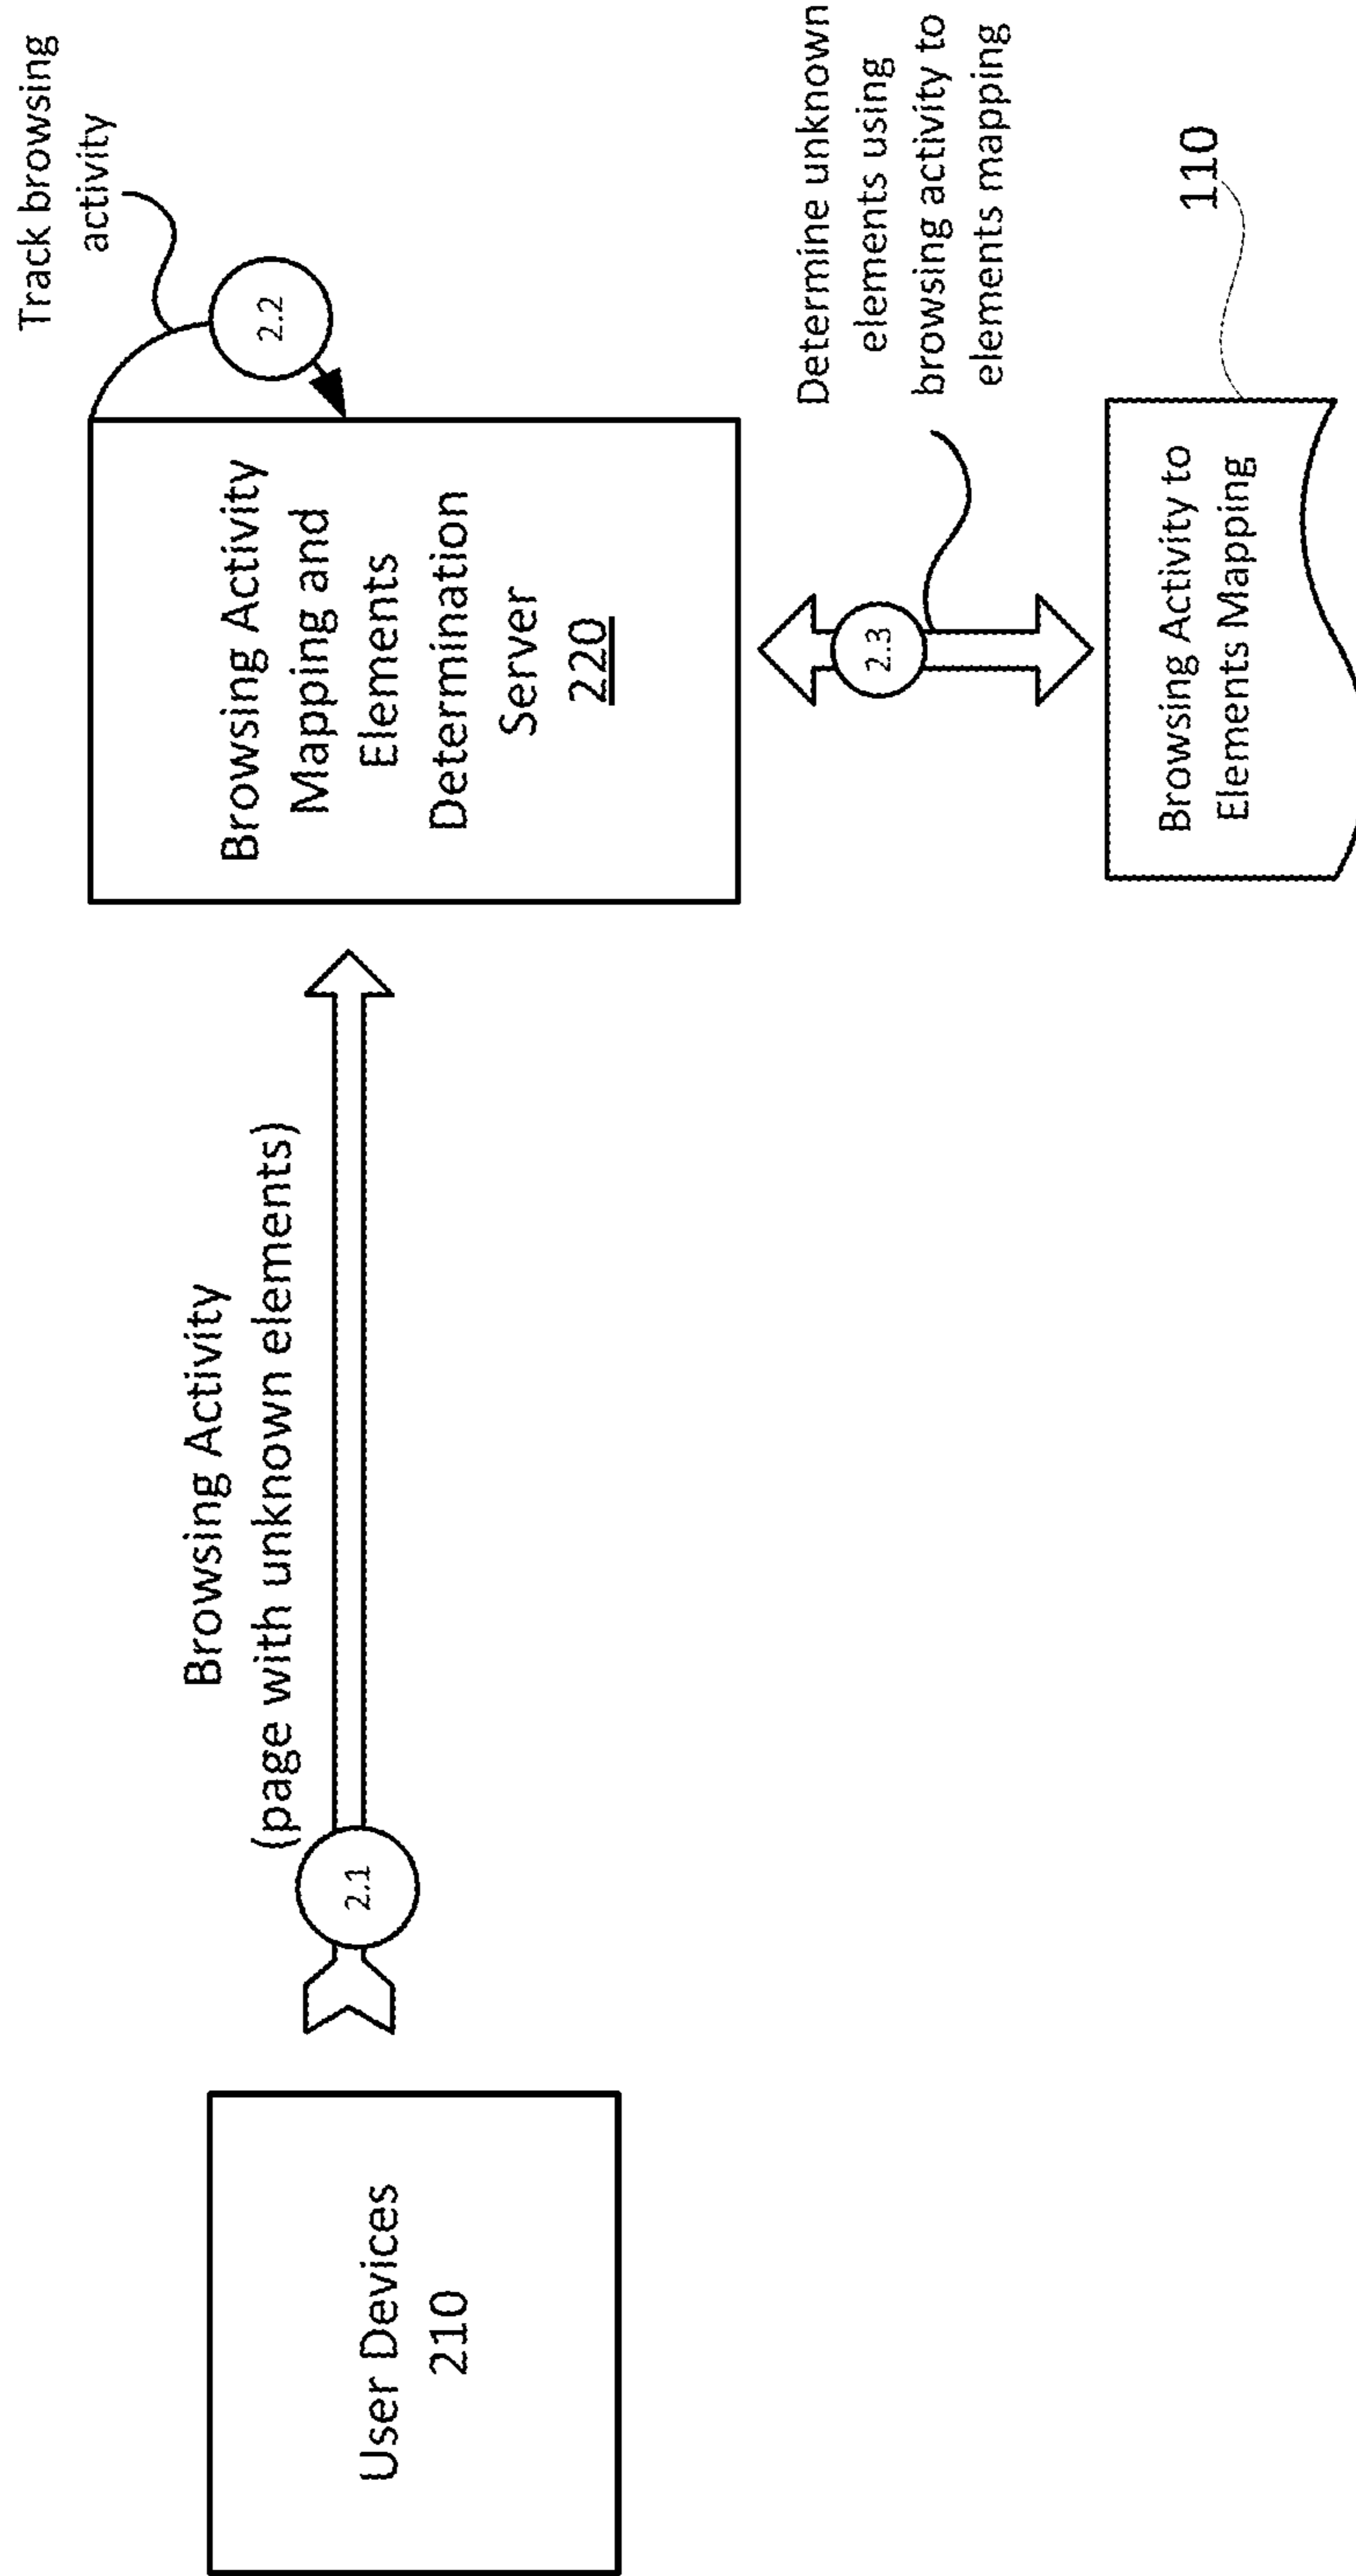 Track browsing
activity
2.2
Browsing Activity
(page with unknown elements)
2.1
User Devices
210
Browsing Activity
Mapping and
Elements
Determination
Server
220
2.3
Determine unknown
elements using
browsing activity to
elements mapping
Browsing Activity to
Elements Mapping
110